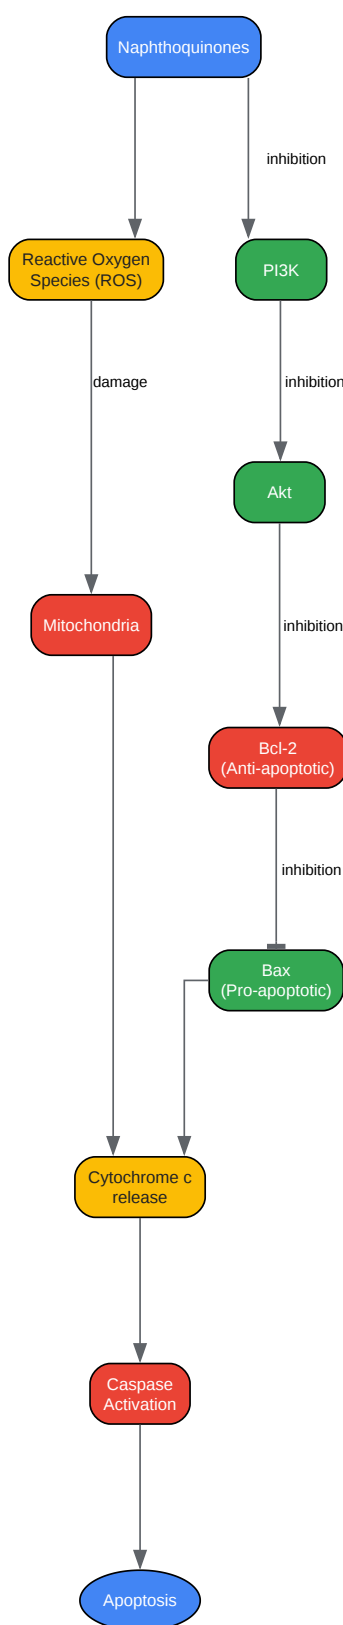 Naphthoquinones
inhibition
Reactive Oxygen
Species (ROS)
PI3K
damage
inhibition
Akt
Mitochondria
inhibition
Bcl-2
(Anti-apoptotic)
inhibition
Bax
(Pro-apoptotic)
Cytochrome c
release
Caspase
Activation
Apoptosis